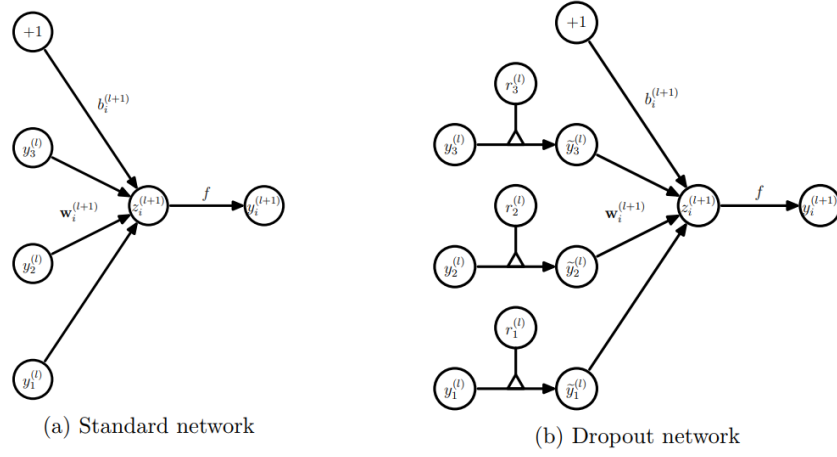 +1
b_i^{(l+1)}
y_3^{(l)}
w_i^{(l+1)}
z_i^{(l+1)}
f
y_i^{(l+1)}
y_2^{(l)}
y_1^{(l)}
(a) Standard network
+1
b_i^{(l+1)}
r_3^{(l)}
y_3^{(l)}
ỹ_3^{(l)}
r_2^{(l)}
w_i^{(l+1)}
z_i^{(l+1)}
f
y_i^{(l+1)}
y_2^{(l)}
ỹ_2^{(l)}
r_1^{(l)}
y_1^{(l)}
ỹ_1^{(l)}
(b) Dropout network